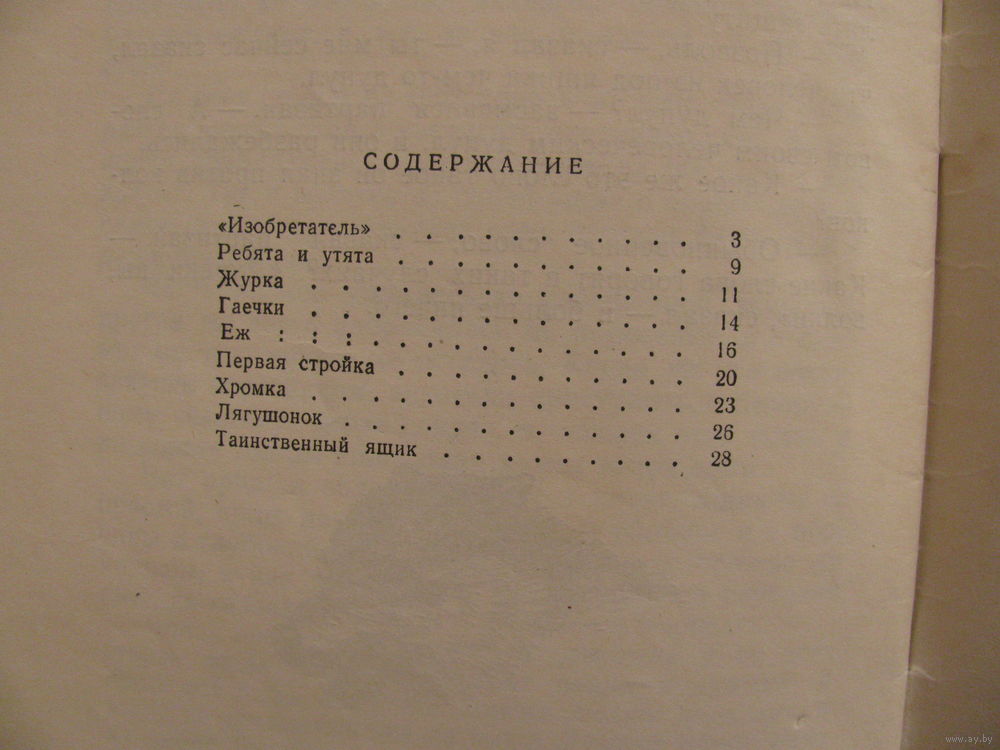 СОДЕРЖАНИЕ
«Изобретатель» . . . . . . . . . . . 3
Ребята и утята . . . . . . . . . . . 9
Журка . . . . . . . . . . . . . . 11
Гаечки . . . . . . . . . . . . . . 14
Еж : : : . . . . . . . . . . . 16
Первая стройка . . . . . . . . . . . 20
Хромка . . . . . . . . . . . . . . 23
Лягушонок . . . . . . . . . . . . . 26
Таинственный ящик . . . . . . . . . 28
www.ay.by